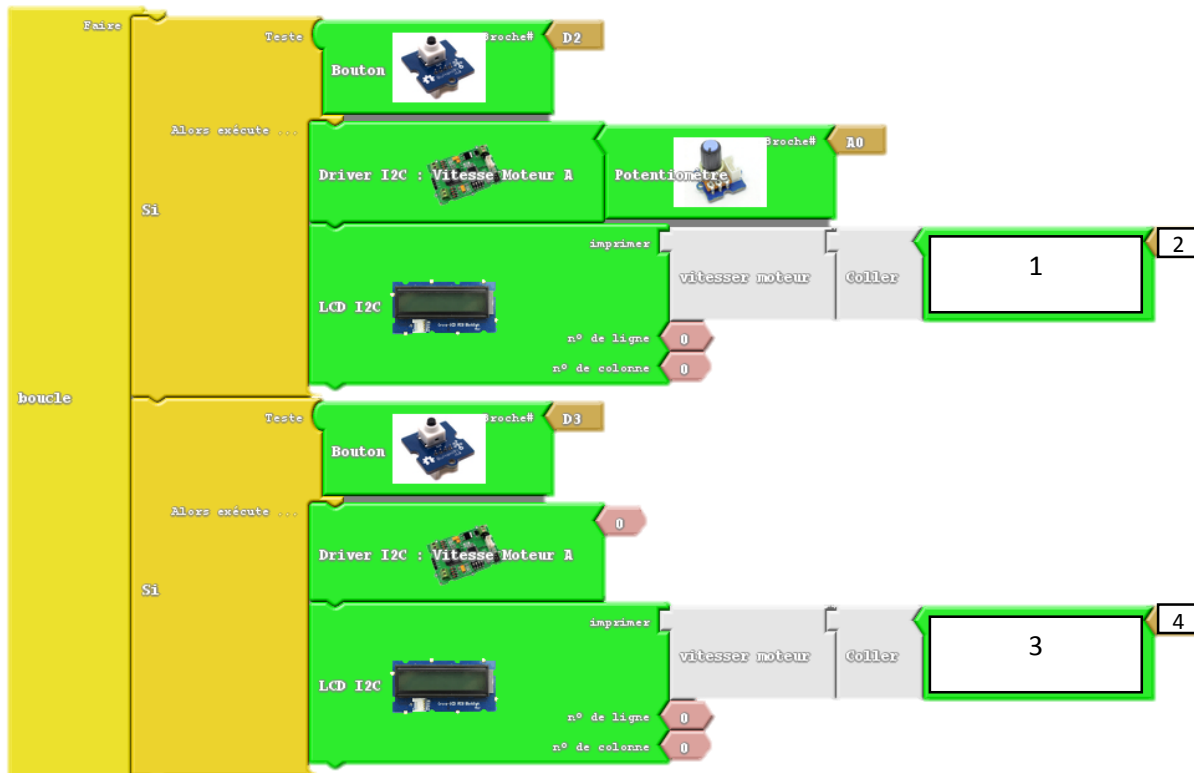 Faire
Teste
Broche#
D2
Bouton
Alors exécute ...
Driver I2C : Vitesse Moteur A
Potentiomètre
Broche#
A0
Si
imprimer
vitesser moteur
Coller
1
2
LCD I2C
n° de ligne
0
n° de colonne
0
boucle
Teste
Broche#
D3
Bouton
Alors exécute ...
0
Driver I2C : Vitesse Moteur A
Si
imprimer
vitesser moteur
Coller
3
4
LCD I2C
n° de ligne
0
n° de colonne
0